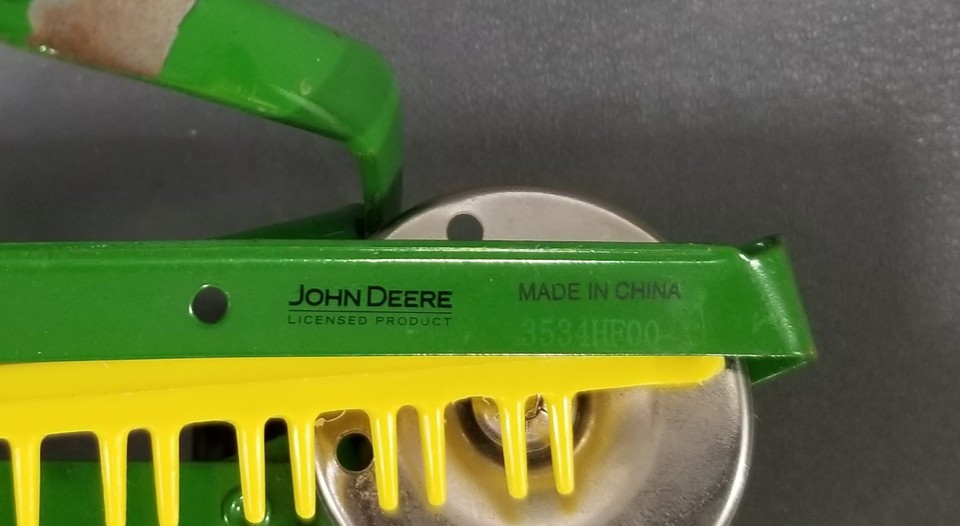 JOHN DEERE
LICENSED PRODUCT
MADE IN CHINA
3534HF00